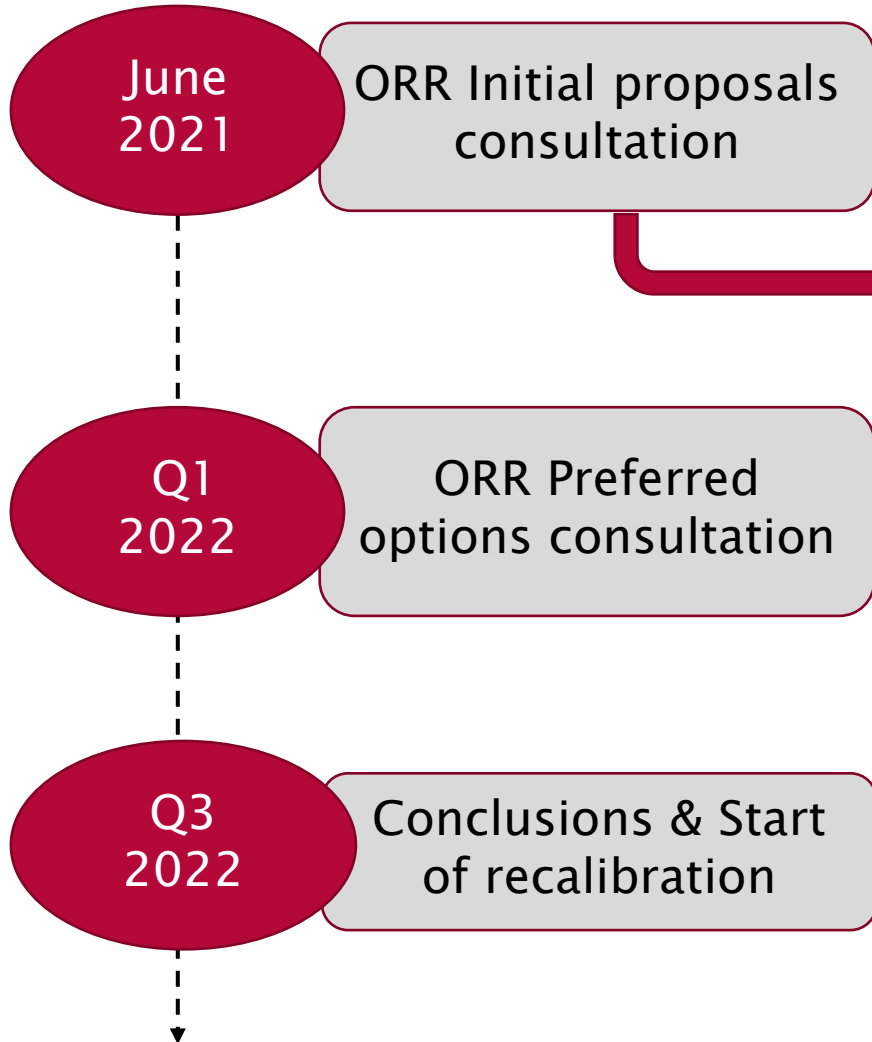 June
2021
ORR Initial proposals
consultation
Q1
2022
ORR Preferred
options consultation
Q3
2022
Conclusions & Start
of recalibration